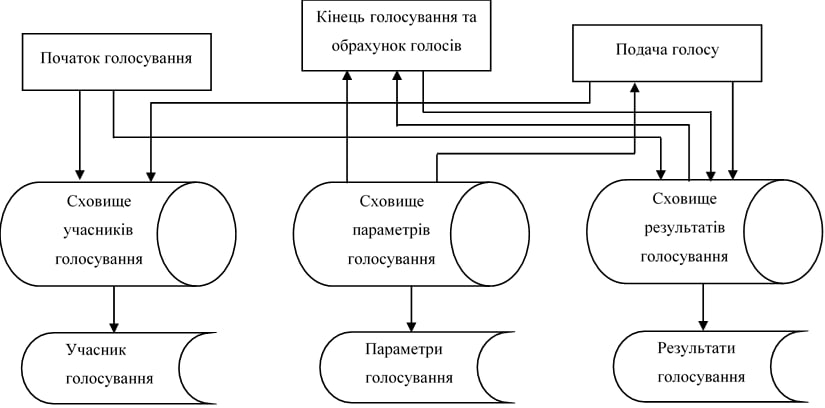 Початок голосування
Кінець голосування та
обрахунок голосів
Подача голосу
Сховище
учасників
голосування
Сховище
параметрів
голосування
Сховище
результатів
голосування
Учасник
голосування
Параметри
голосування
Результати
голосування